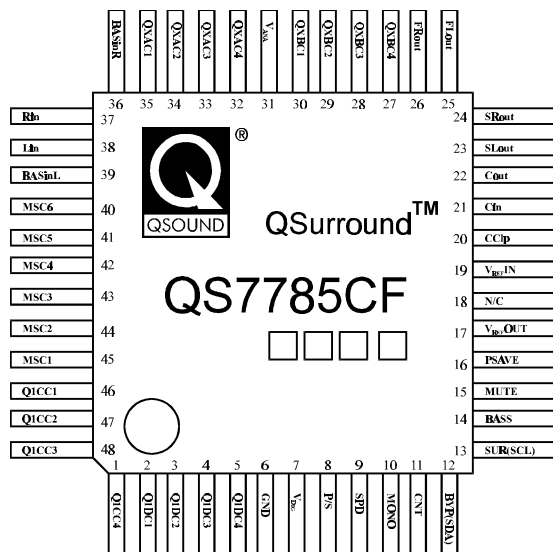 BASinR QXAC1 QXAC2 QXAC3 QXAC4 VANA QXBC1 QXBC2 QXBC3 QXBC4 FRout FLout
36 35 34 33 32 31 30 29 28 27 26 25
RIn 37
LIn 38
BASinL 39
MSC6 40
MSC5 41
MSC4 42
MSC3 43
MSC2 44
MSC1 45
Q1CC1 46
Q1CC2 47
Q1CC3 48
®
QSOUND
QSurround™
QS7785CF
24 SRout
23 SLout
22 Cout
21 CIn
20 CClp
19 VREFIN
18 N/C
17 VREFOUT
16 PSAVE
15 MUTE
14 BASS
13 SUR(SCL)
1 2 3 4 5 6 7 8 9 10 11 12
Q1CC4 Q1DC1 Q1DC2 Q1DC3 Q1DC4 GND P/S SPD MONO CNT BYP(SDA)